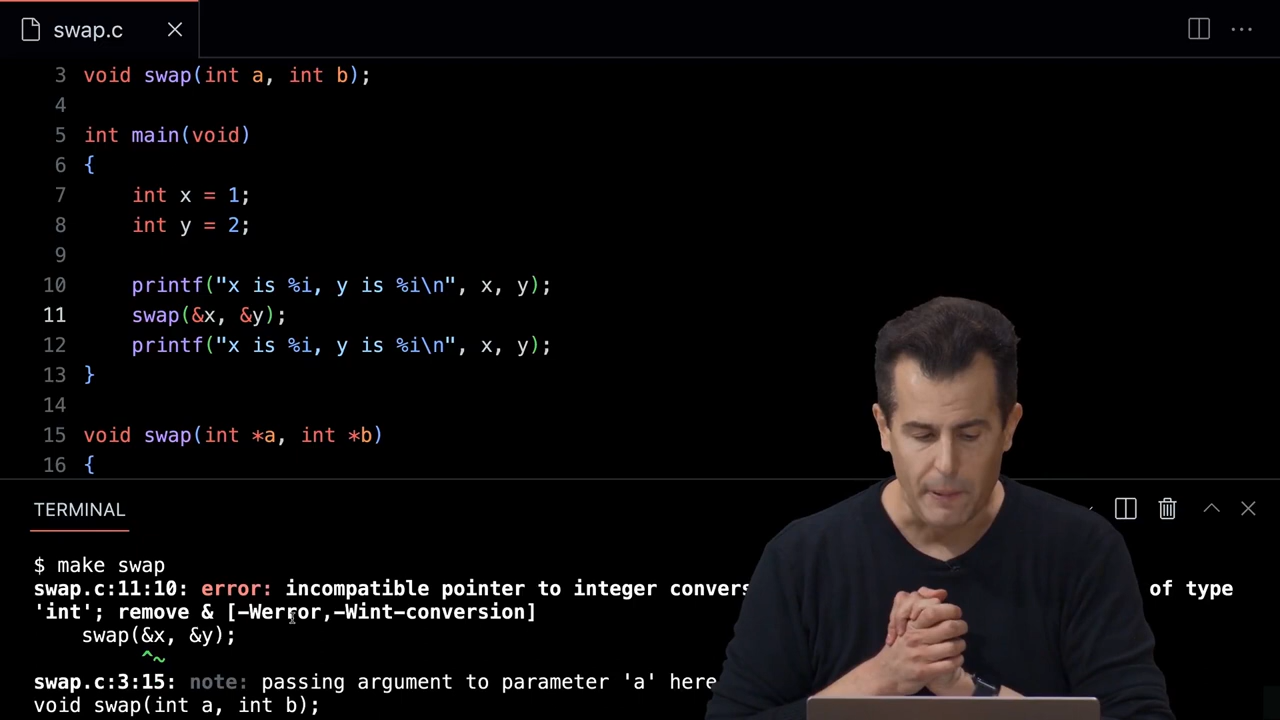 swap.c
3 void swap(int a, int b);
4
5 int main(void)
6 {
7 int x = 1;
8 int y = 2;
9
10 printf("x is %i, y is %i\n", x, y);
11 swap(&x, &y);
12 printf("x is %i, y is %i\n", x, y);
13 }
14
15 void swap(int *a, int *b)
16 {
TERMINAL
$ make swap
swap.c:11:10: error: incompatible pointer to integer of type
'int'; remove & [-Werror,-Wint-conversion]
swap(&x, &y);
^~
swap.c:3:15: note: passing argument to parameter 'a' here
void swap(int a, int b);